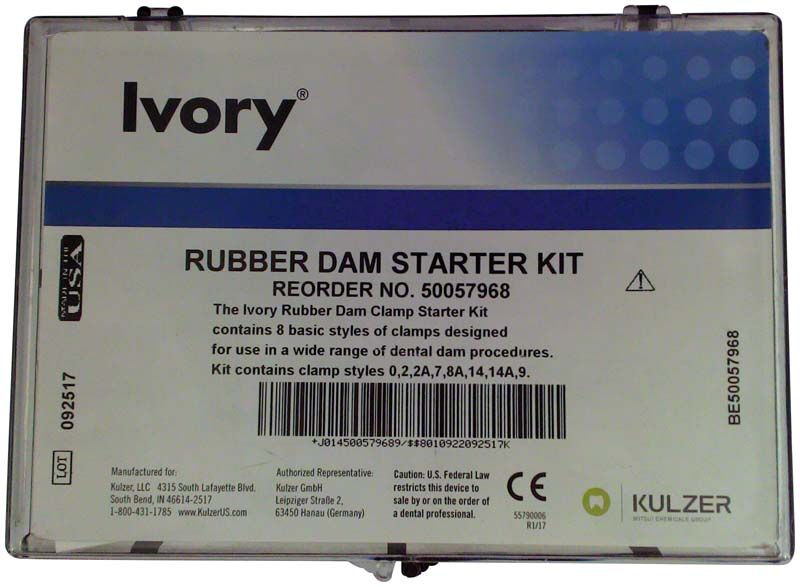 Ivory®
MADE IN THE
USA
RUBBER DAM STARTER KIT
REORDER NO. 50057968
The Ivory Rubber Dam Clamp Starter Kit
contains 8 basic styles of clamps designed
for use in a wide range of dental dam procedures.
Kit contains clamp styles 0,2,2A,7,8A,14,14A,9.
*J014500579689/$$8010922092517K
LOT 092517
BE50057968
Manufactured for:
Kulzer, LLC 4315 South Lafayette Blvd.
South Bend, IN 46614-2517
1-800-431-1785 www.KulzerUS.com
Authorized Representative:
Kulzer GmbH
Leipziger Straße 2,
63450 Hanau (Germany)
Caution: U.S. Federal Law
restricts this device to
sale by or on the order of
a dental professional.
CE
55790006
R1/17
KULZER
MITSUI CHEMICALS GROUP